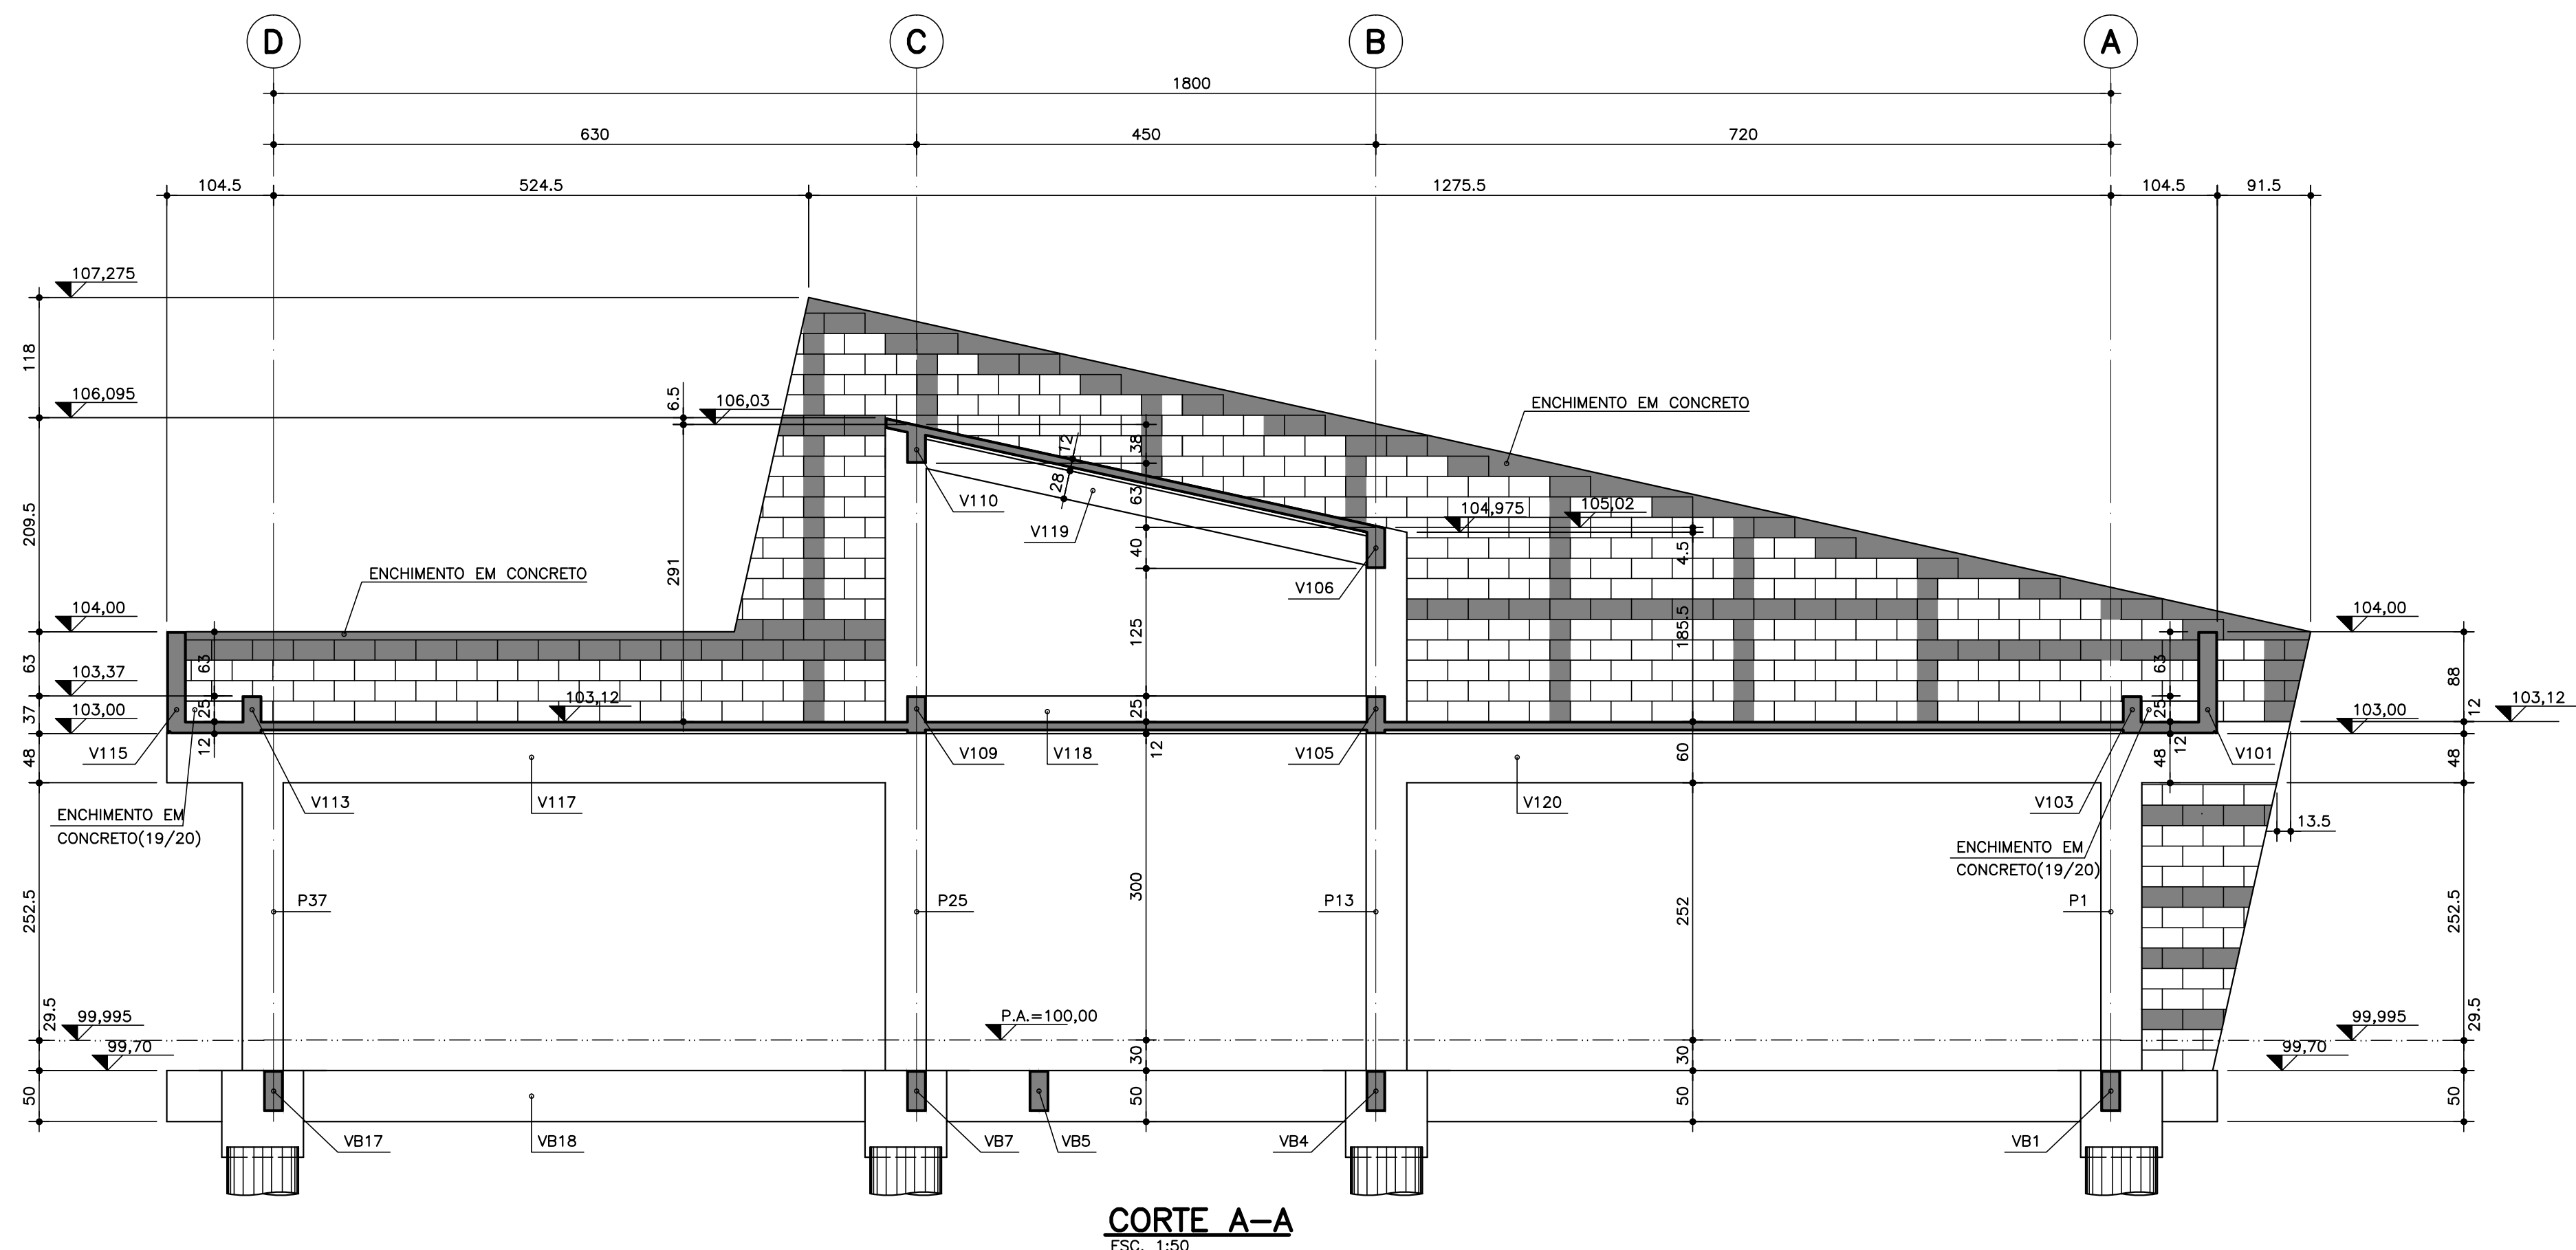 D
C
B
A
1800
630
450
720
104.5
524.5
1275.5
104.5
91.5
107,275
118
106,095
6.5
106,03
ENCHIMENTO EM CONCRETO
12
38
28
63
V110
V119
104,975
105,02
209.5
291
40
4.5
ENCHIMENTO EM CONCRETO
V106
104,00
104,00
125
185.5
63
63
63
88
103,37
103,12
103,12
37
25
25
25
12
103,00
103,00
V115
12
V109
V118
12
V105
60
48
12
V101
48
48
V113
V117
V120
V103
ENCHIMENTO EM
CONCRETO(19/20)
13.5
ENCHIMENTO EM
CONCRETO(19/20)
252.5
300
252
252.5
P37
P25
P13
P1
29.5
99,995
P.A.=100,00
99,995
29.5
99,70
30
30
99,70
50
50
50
50
VB17
VB18
VB7
VB5
VB4
VB1
CORTE A-A
ESC. 1:50